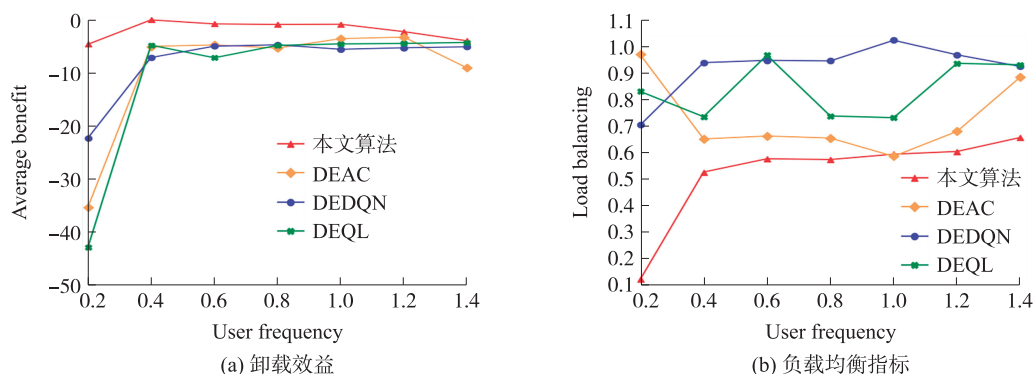 0
−10
−20
−30
−40
−50
Average benefit
0.2 0.4 0.6 0.8 1.0 1.2 1.4
User frequency
本文算法
DEAC
DEDQN
DEQL
(a) 卸载效益
1.1
1.0
0.9
0.8
0.7
0.6
0.5
0.4
0.3
0.2
0.1
Load balancing
0.2 0.4 0.6 0.8 1.0 1.2 1.4
User frequency
本文算法
DEAC
DEDQN
DEQL
(b) 负载均衡指标